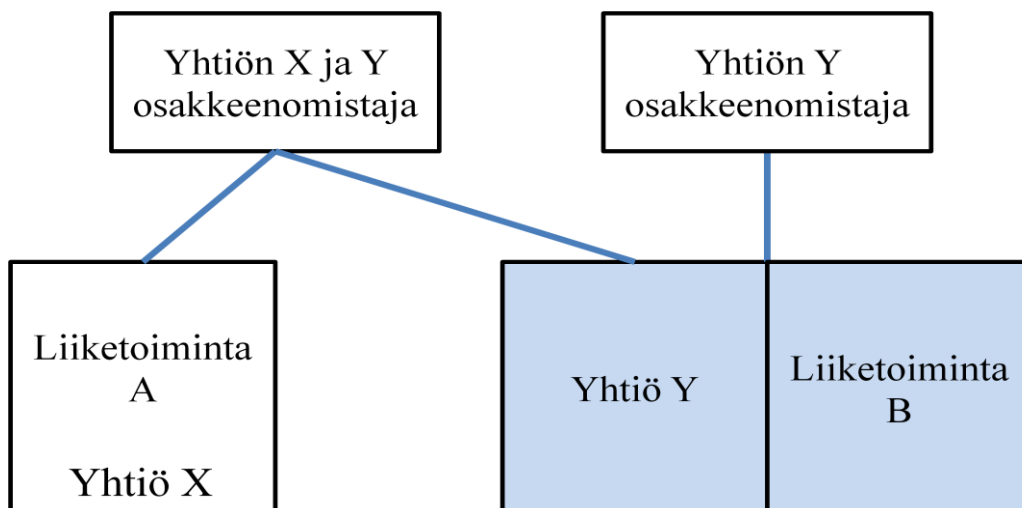 Yhtiön X ja Y
osakkeenomistaja
Yhtiön Y
osakkeenomistaja
Liiketoiminta
A
Yhtiö X
Yhtiö Y
Liiketoiminta
B